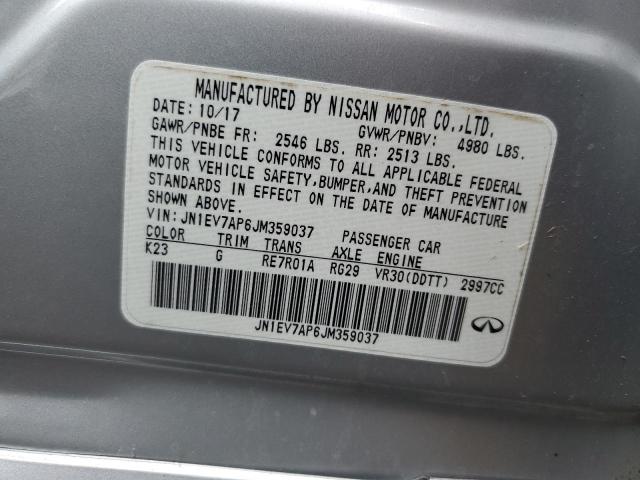 MANUFACTURED BY NISSAN MOTOR CO.,LTD.
DATE: 10/17 GVWR/PNBV: 4980 LBS.
GAWR/PNBE FR: 2546 LBS. RR: 2513 LBS.
THIS VEHICLE CONFORMS TO ALL APPLICABLE FEDERAL
MOTOR VEHICLE SAFETY,BUMPER,AND THEFT PREVENTION
STANDARDS IN EFFECT ON THE DATE OF MANUFACTURE
SHOWN ABOVE.
VIN: JN1EV7AP6JM359037 PASSENGER CAR
COLOR TRIM TRANS AXLE ENGINE
K23 G RE7R01A RG29 VR30(DDTT) 2997CC
JN1EV7AP6JM359037